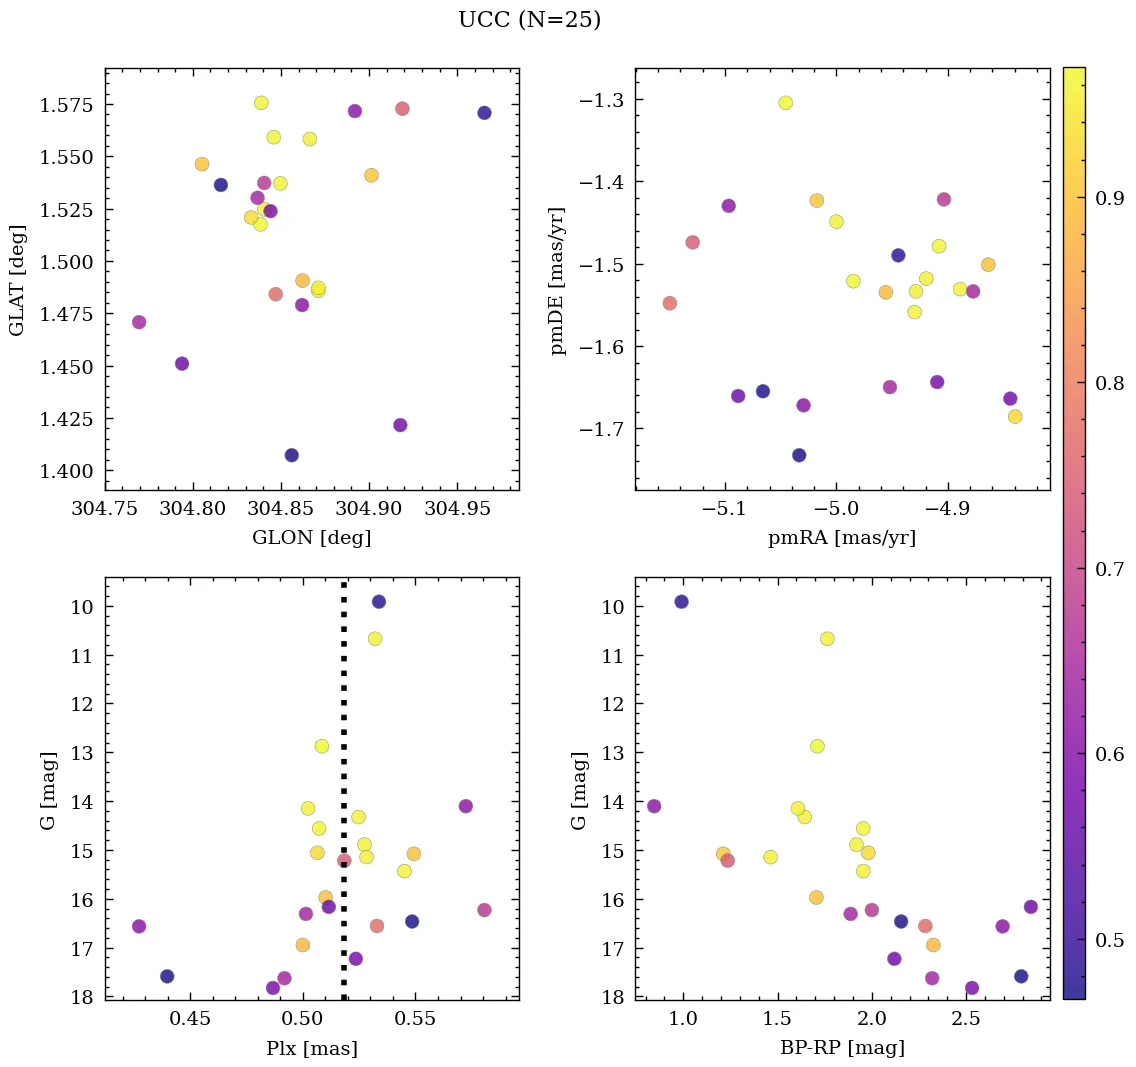 UCC (N=25)
1.575
1.550
1.525
1.500
1.475
1.450
1.425
1.400
GLAT [deg]
304.75 304.80 304.85 304.90 304.95
GLON [deg]
−1.3
−1.4
−1.5
−1.6
−1.7
pmDE [mas/yr]
−5.1 −5.0 −4.9
pmRA [mas/yr]
10
11
12
13
14
15
16
17
18
G [mag]
0.45 0.50 0.55
Plx [mas]
10
11
12
13
14
15
16
17
18
G [mag]
1.0 1.5 2.0 2.5
BP-RP [mag]
0.9
0.8
0.7
0.6
0.5